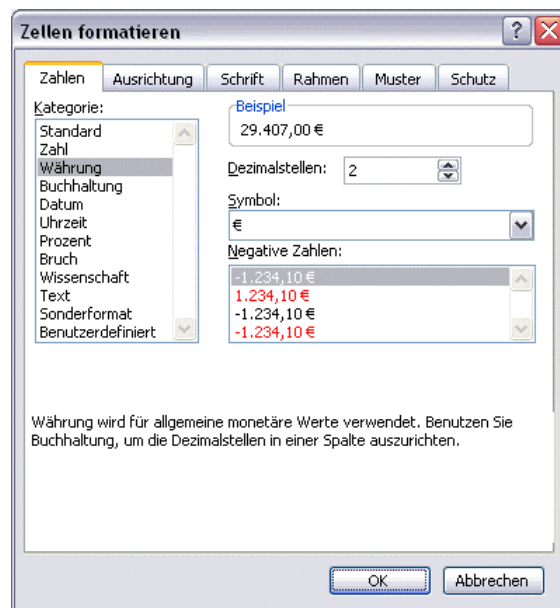 Zellen formatieren
Zahlen Ausrichtung Schrift Rahmen Muster Schutz
Kategorie:
Standard
Zahl
Währung
Buchhaltung
Datum
Uhrzeit
Prozent
Bruch
Wissenschaft
Text
Sonderformat
Benutzerdefiniert
Beispiel
29.407,00 €
Dezimalstellen: 2
Symbol:
€
Negative Zahlen:
-1.234,10 €
1.234,10 €
-1.234,10 €
-1.234,10 €
Währung wird für allgemeine monetäre Werte verwendet. Benutzen Sie
Buchhaltung, um die Dezimalstellen in einer Spalte auszurichten.
OK Abbrechen